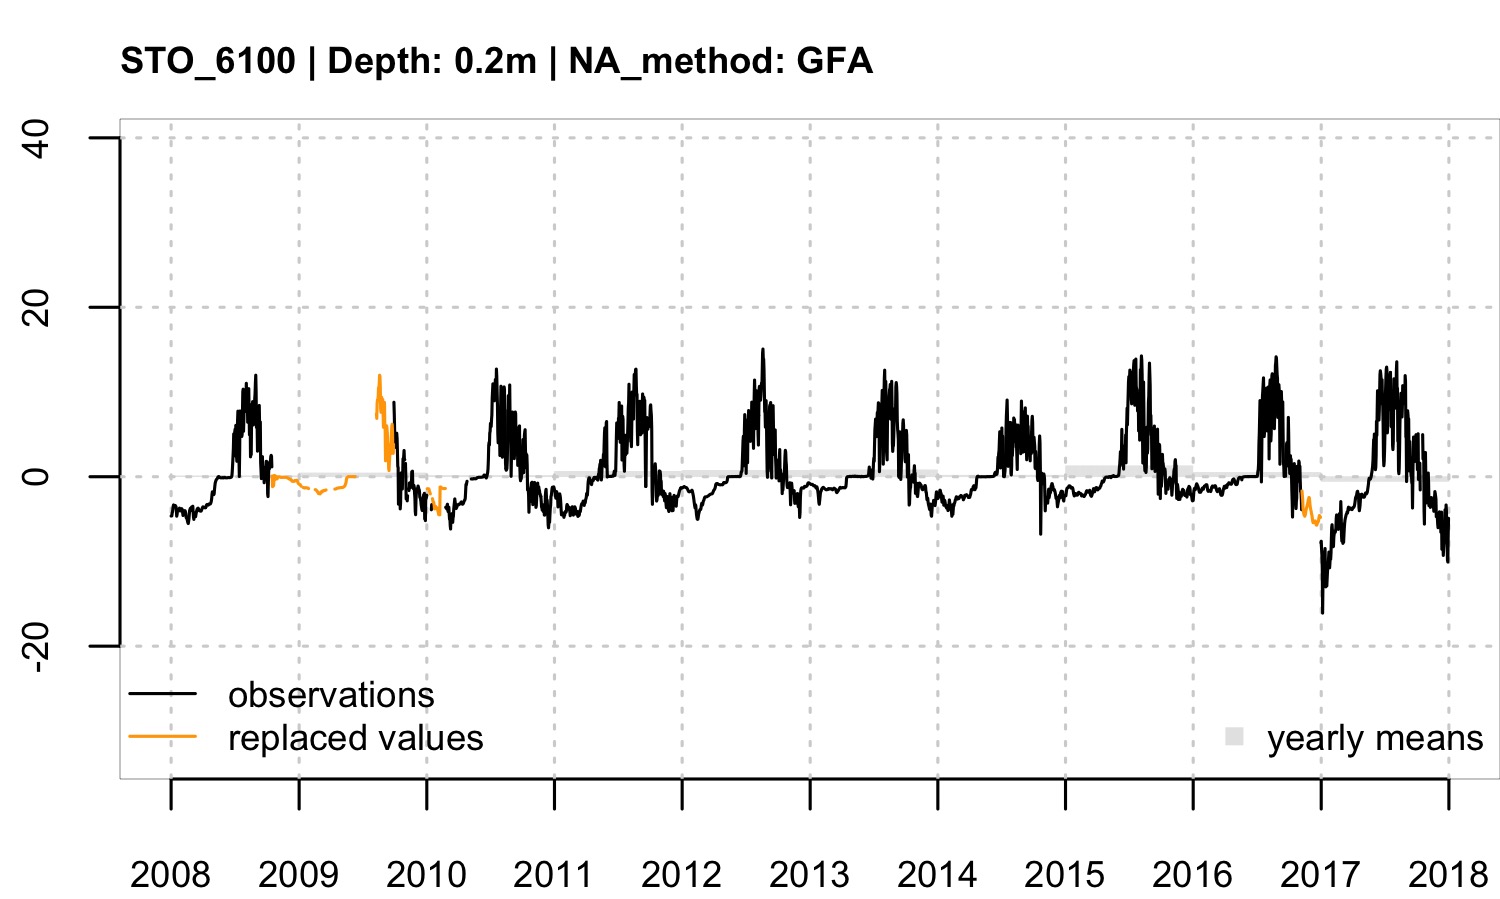 STO_6100 | Depth: 0.2m | NA_method: GFA
40
20
0
-20
observations
replaced values
yearly means
2008 2009 2010 2011 2012 2013 2014 2015 2016 2017 2018